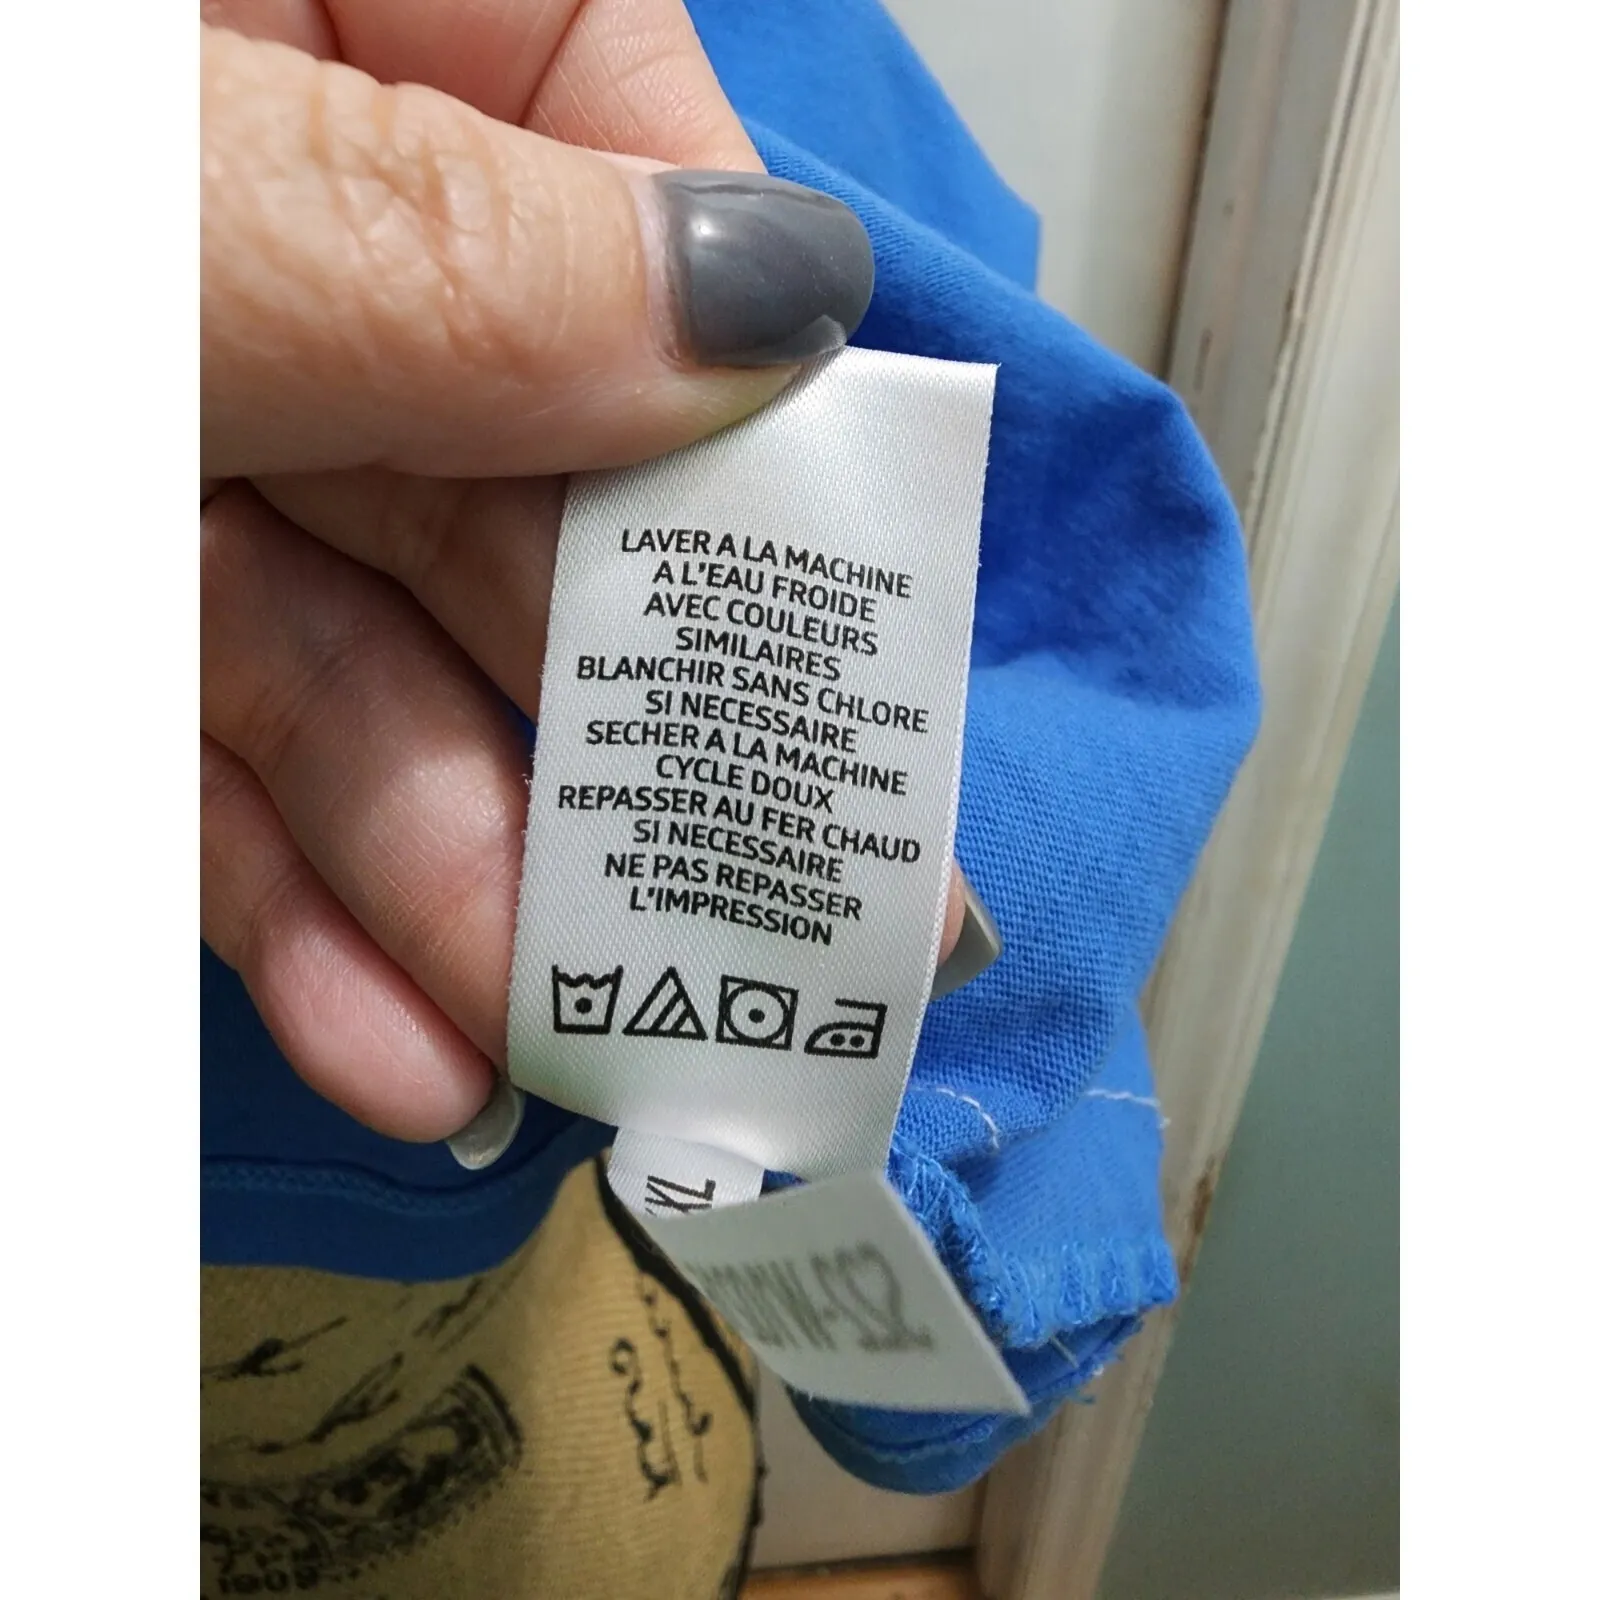 LAVER A LA MACHINE
A L'EAU FROIDE
AVEC COULEURS
SIMILAIRES
BLANCHIR SANS CHLORE
SI NECESSAIRE
SECHER A LA MACHINE
CYCLE DOUX
REPASSER AU FER CHAUD
SI NECESSAIRE
NE PAS REPASSER
L'IMPRESSION
1909